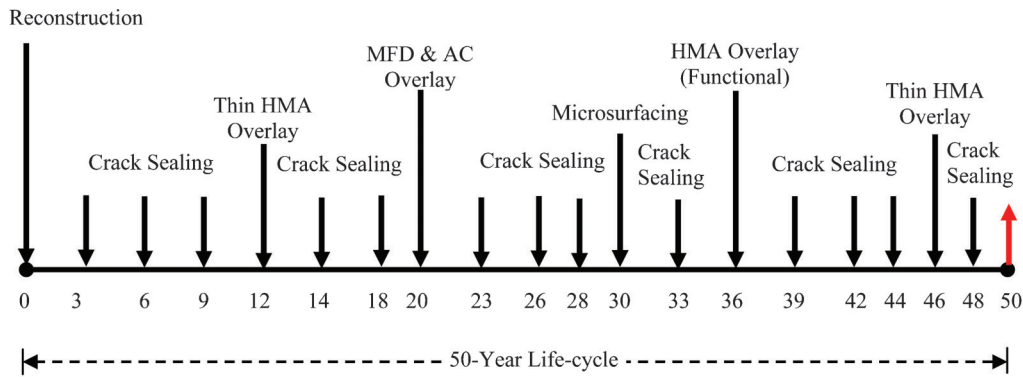 Reconstruction
MFD & AC
Overlay
HMA Overlay
(Functional)
Thin HMA
Overlay
Microsurfacing
Thin HMA
Overlay
Crack Sealing
Crack Sealing
Crack Sealing
Crack
Sealing
Crack Sealing
Crack
Sealing
0 3 6 9 12 14 18 20 23 26 28 30 33 36 39 42 44 46 48 50
50-Year Life-cycle